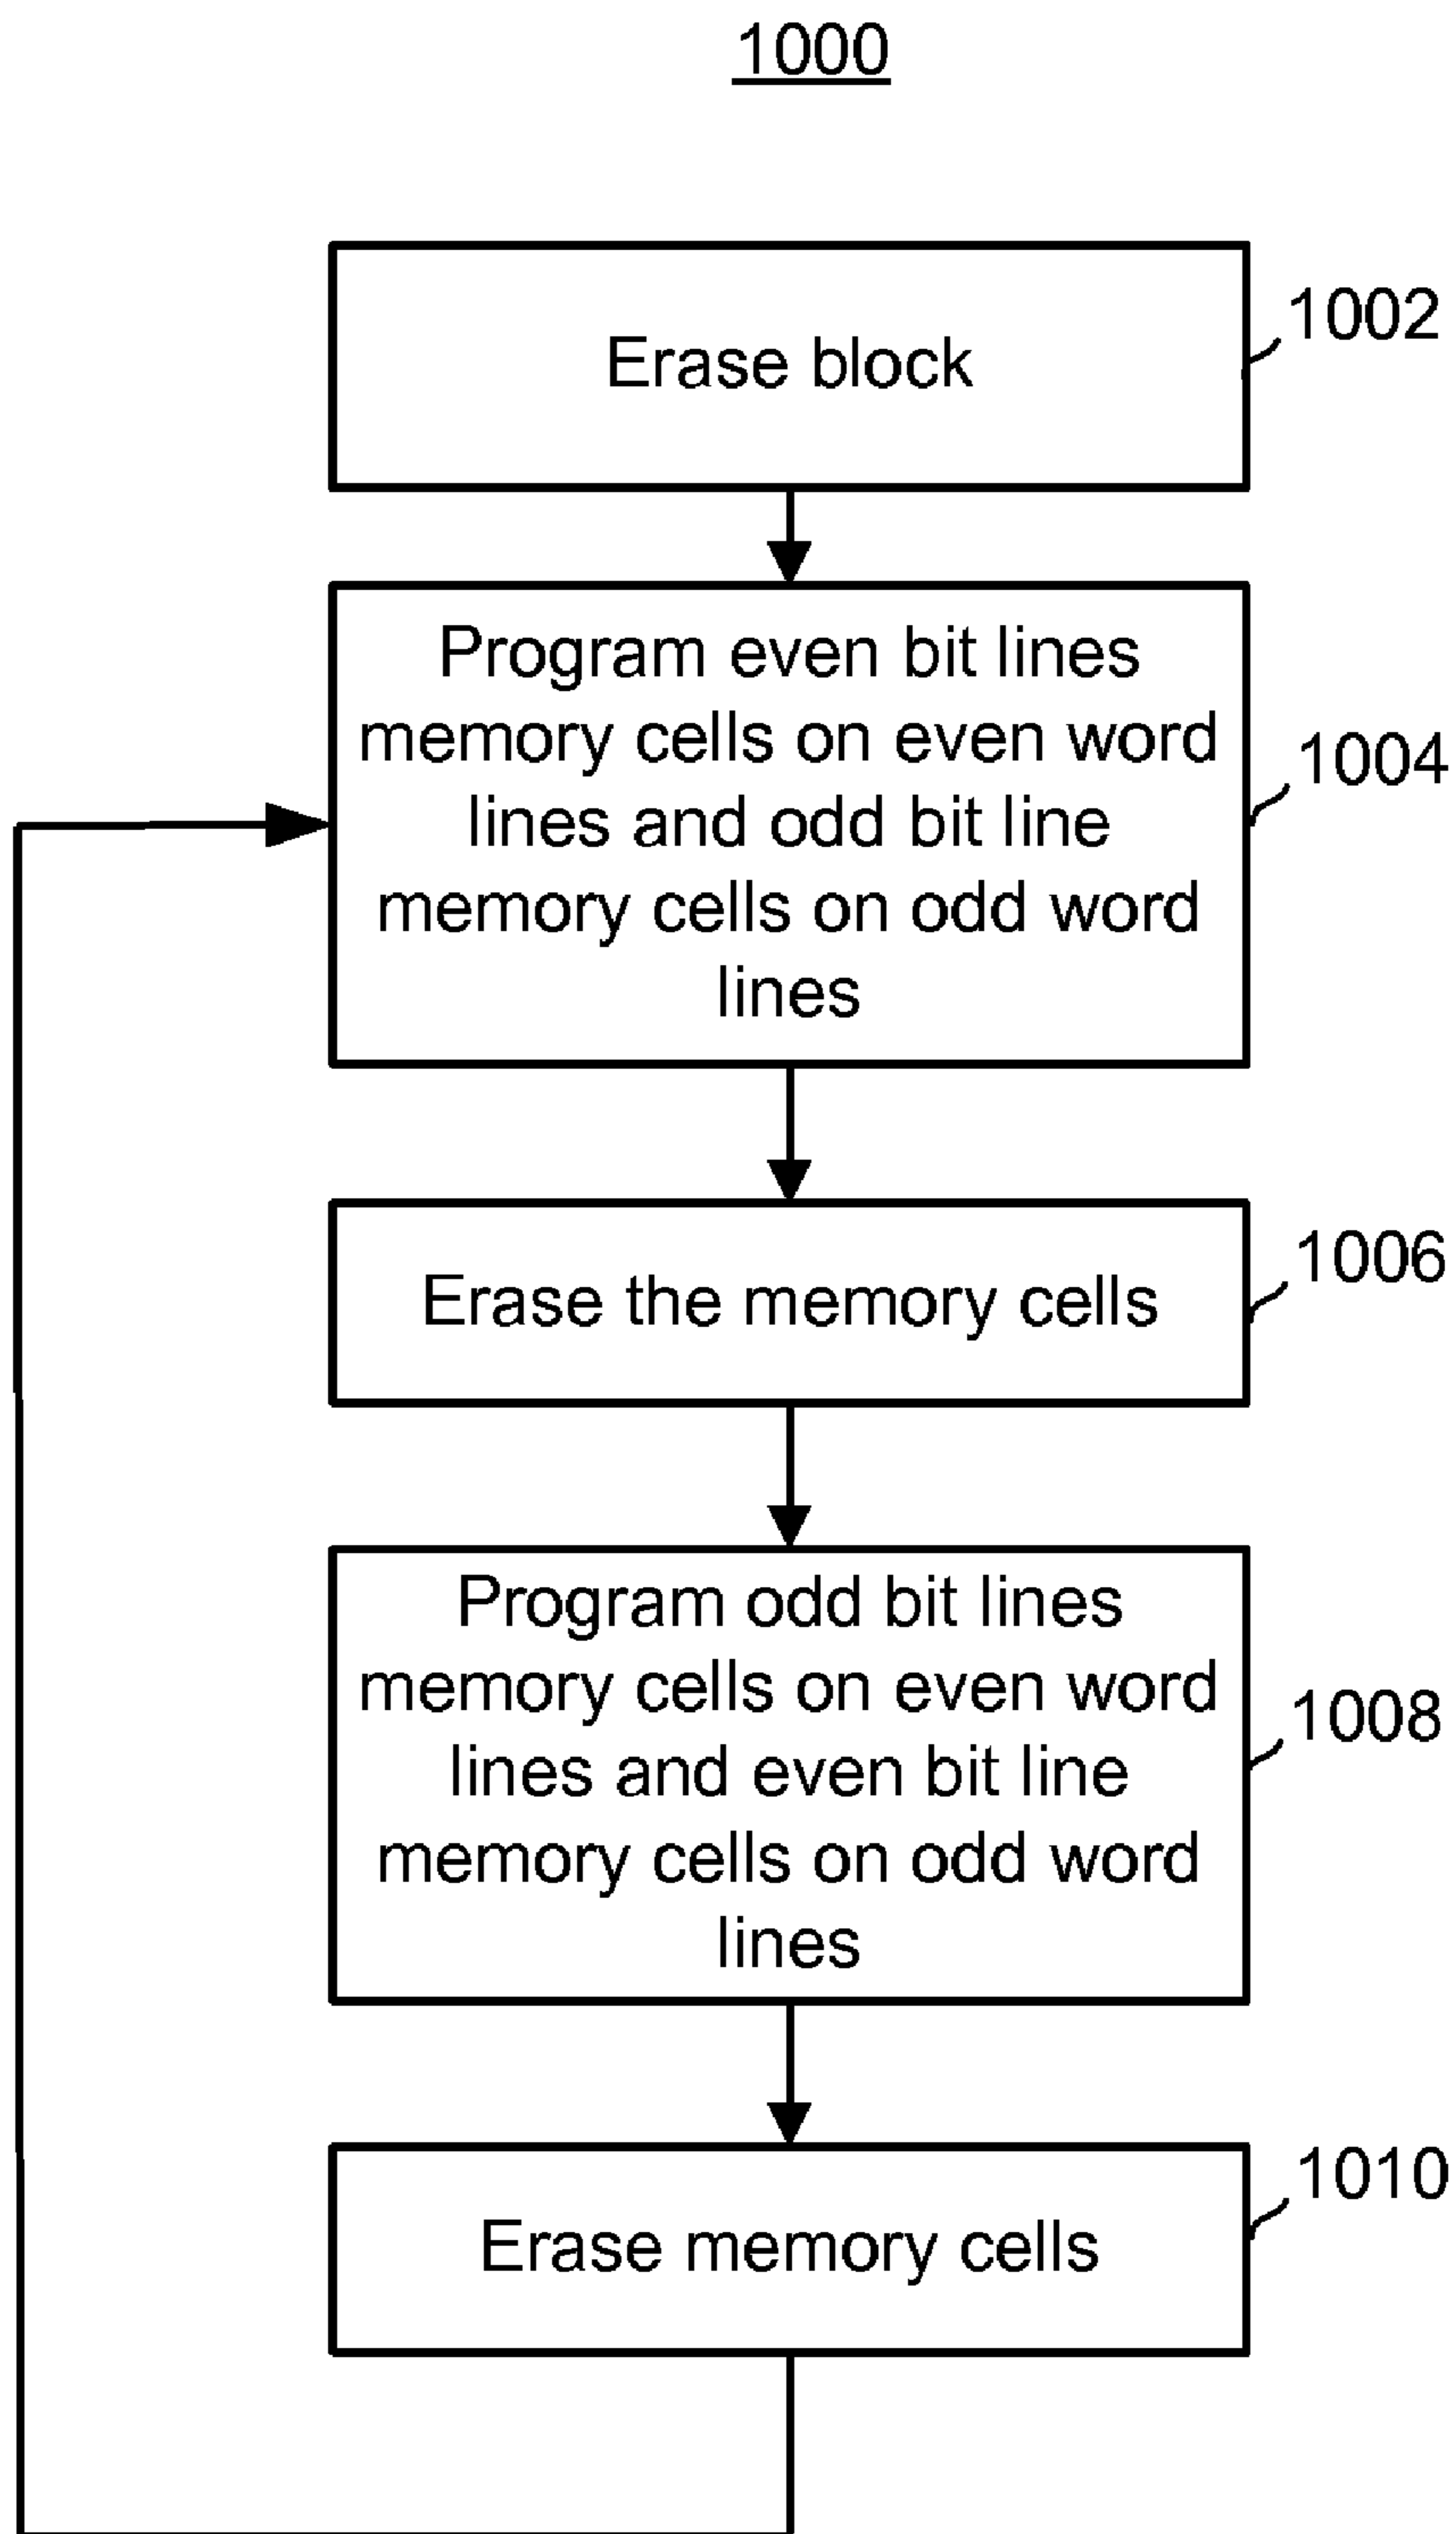 1000
Erase block
1002
Program even bit lines
memory cells on even word
lines and odd bit line
memory cells on odd word
lines
1004
Erase the memory cells
1006
Program odd bit lines
memory cells on even word
lines and even bit line
memory cells on odd word
lines
1008
Erase memory cells
1010